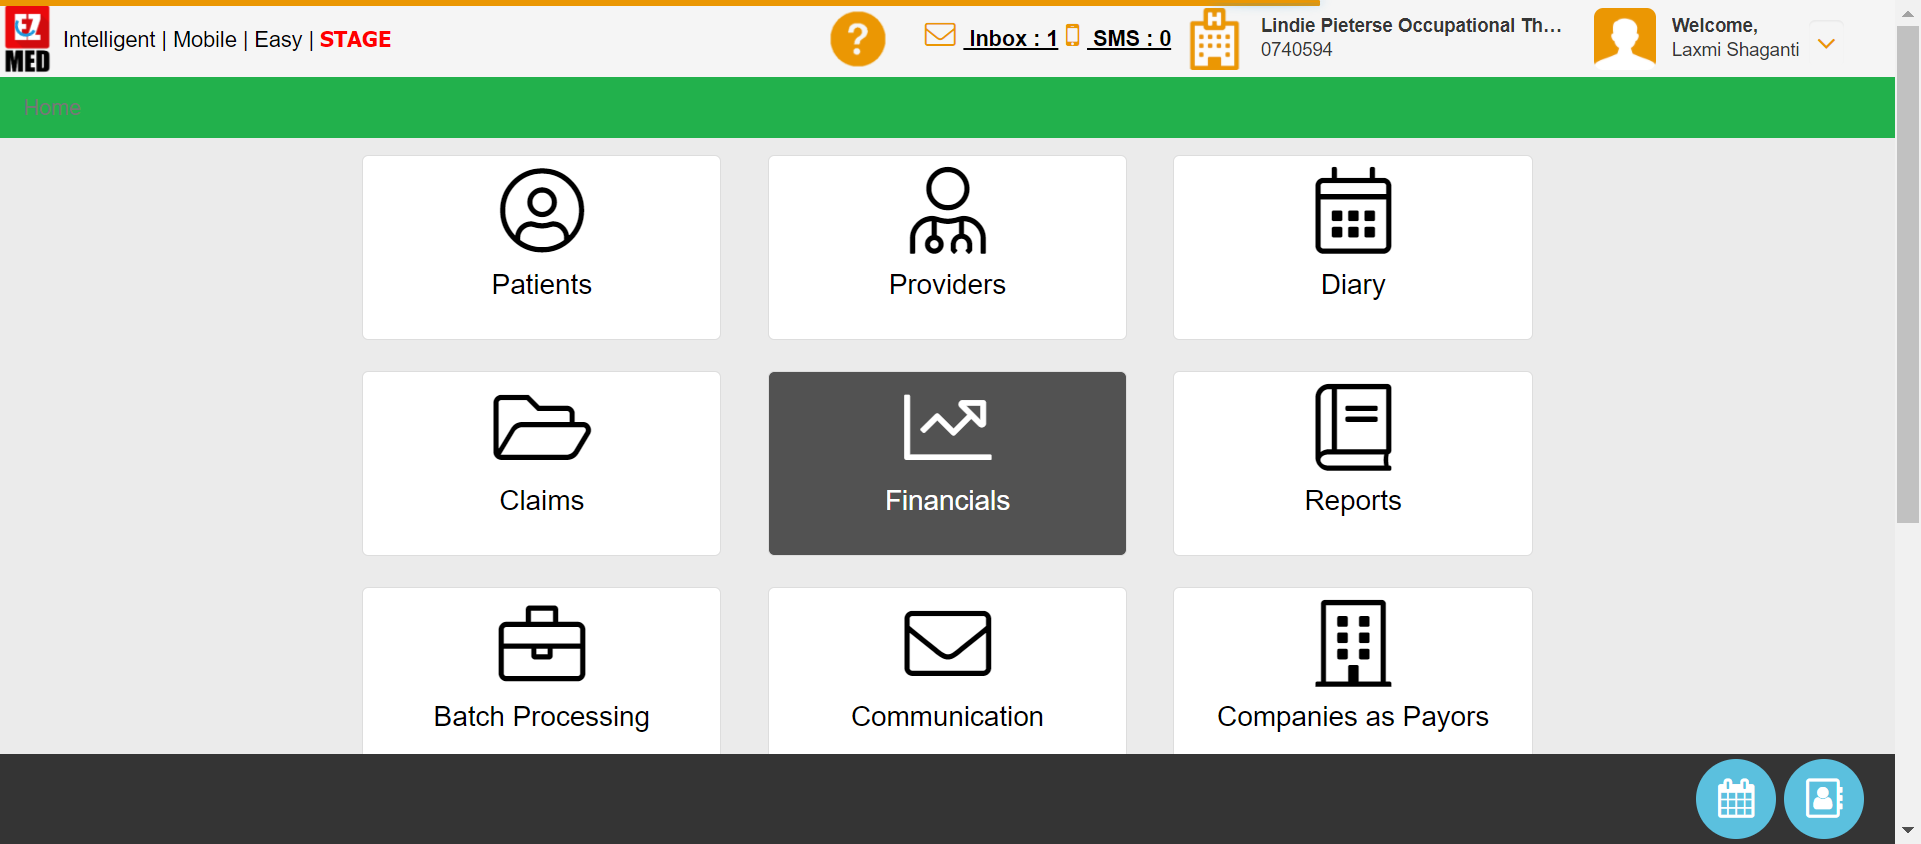 EZ
MED
Intelligent | Mobile | Easy | STAGE
?
Inbox : 1
SMS : 0
H
Lindie Pieterse Occupational Th...
0740594
Welcome,
Laxmi Shaganti
Home
Patients
Providers
Diary
Claims
Financials
Reports
Batch Processing
Communication
Companies as Payors